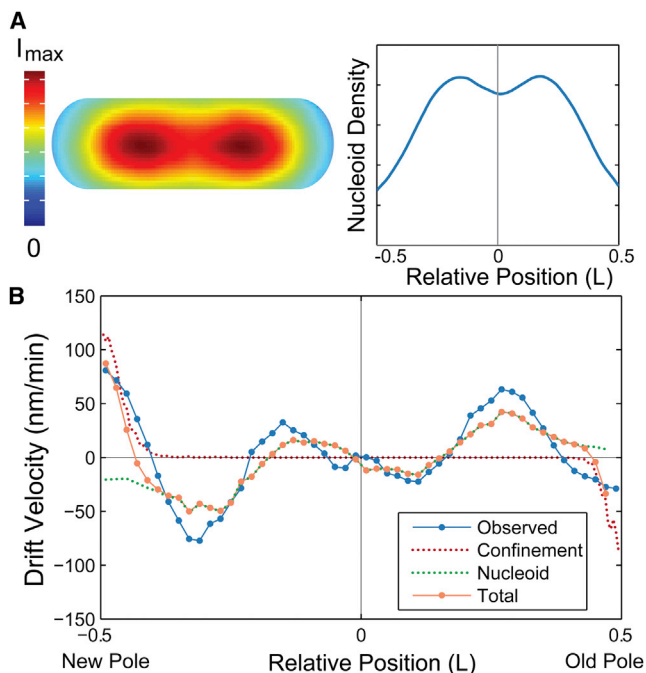 A
Imax
0
Nucleoid Density
-0.5
0
0.5
Relative Position (L)
B
150
100
50
0
−50
−100
−150
Drift Velocity (nm/min)
Observed
Confinement
Nucleoid
Total
−0.5
0
0.5
New Pole
Relative Position (L)
Old Pole